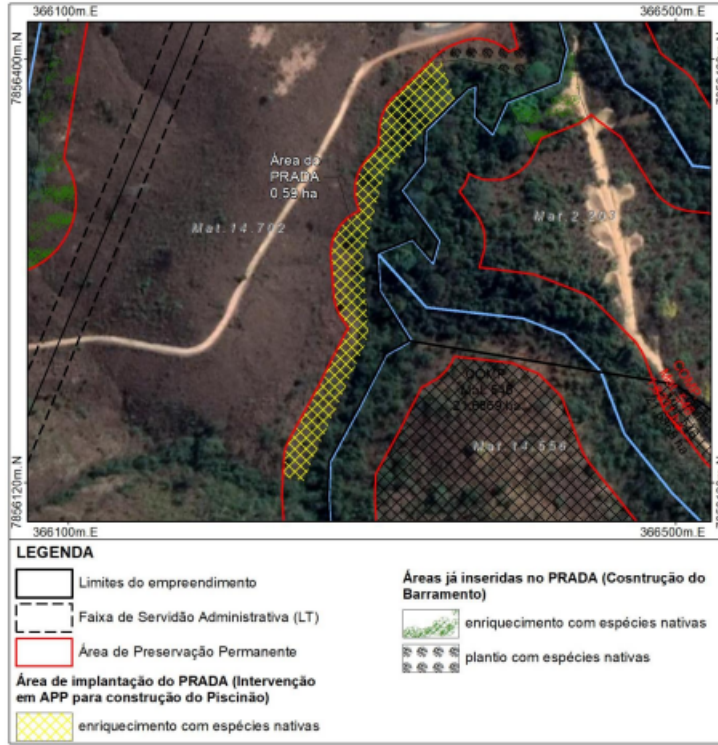 366100m.E 366500m.E
7856400m.N
Área de
PRADA
0.59 ha
Mat.14.702
Mat.2.203
Mat.14.556
7856120m.N
366100m.E 366500m.E
LEGENDA
Limites do empreendimento
Faixa de Servidão Administrativa (LT)
Área de Preservação Permanente
Área de implantação do PRADA (Intervenção
em APP para construção do Piscinão)
enriquecimento com espécies nativas
Áreas já inseridas no PRADA (Cosntrução do
Barramento)
enriquecimento com espécies nativas
plantio com espécies nativas